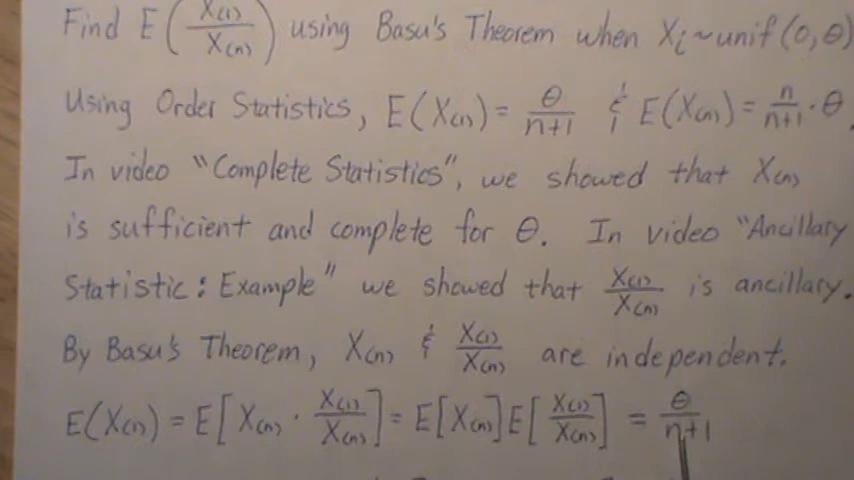 Find E(X(1)/X(n)) using Basu's Theorem when Xi~unif(0,θ)
Using Order Statistics, E(X(1)) = θ/n+1 & E(X(n)) = n/n+1 · θ.
In video "Complete Statistics", we showed that X(n)
is sufficient and complete for θ. In video "Ancillary
Statistic: Example" we showed that X(1)/X(n) is ancillary.
By Basu's Theorem, X(n) & X(1)/X(n) are independent.
E(X(1)) = E[X(n) · X(1)/X(n)] = E[X(n)]E[X(1)/X(n)] = θ/n+1